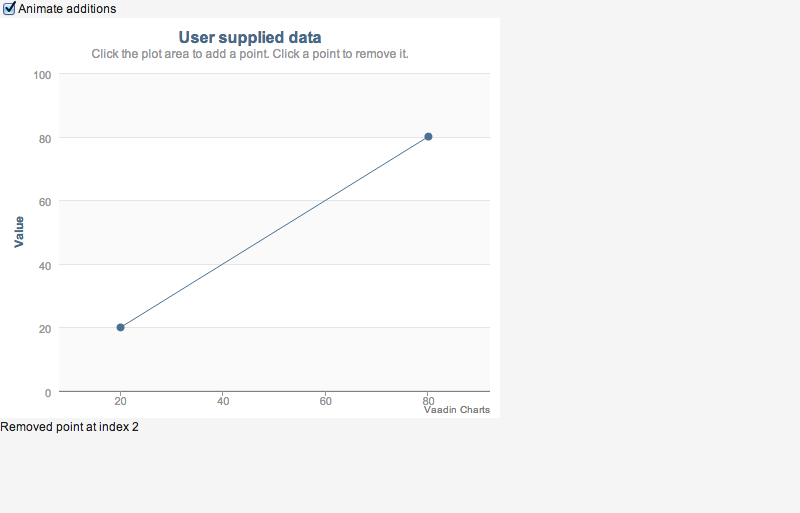 Animate additions
User supplied data
Click the plot area to add a point. Click a point to remove it.
100
80
60
40
20
0
Value
20 40 60 80
Vaadin Charts
Removed point at index 2